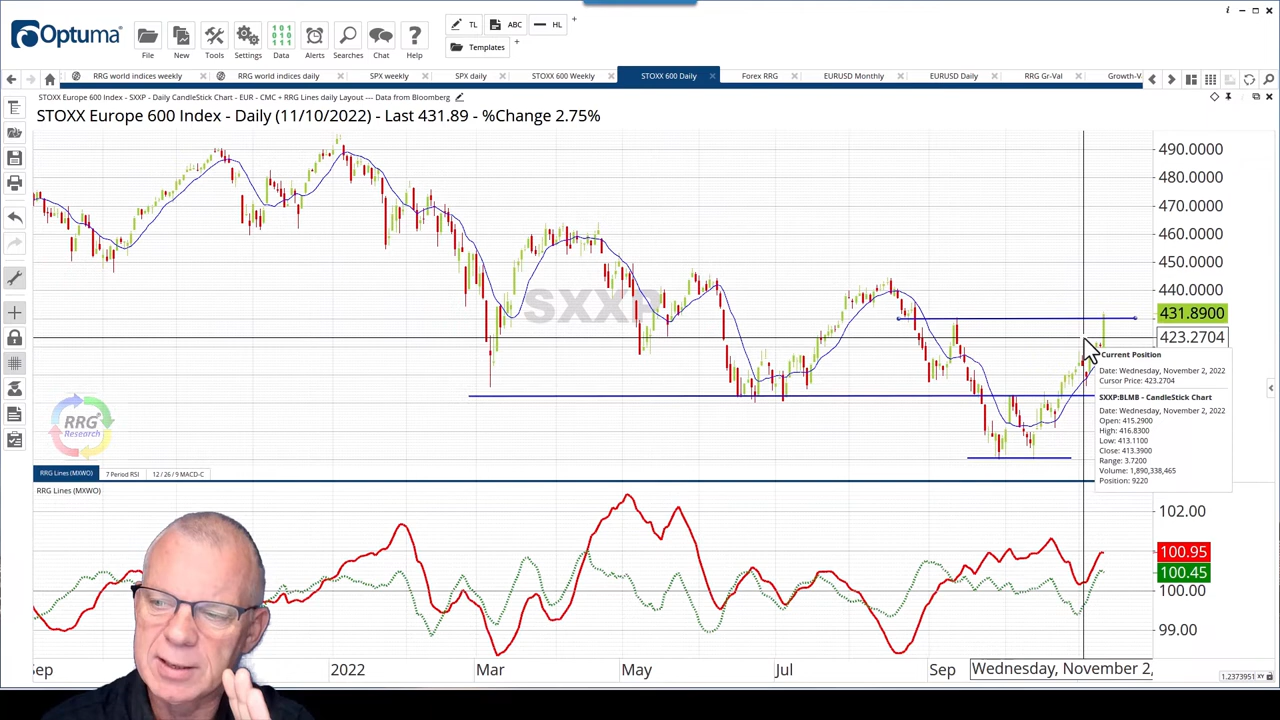 Optuma
File
New
Tools
Settings
Data
Alerts
Searches
Chat
Help
TL
ABC
HL
Templates
RRG world indices weekly
RRG world indices daily
SPX weekly
SPX daily
STOXX 600 Weekly
STOXX 600 Daily
Forex RRG
EURUSD Monthly
EURUSD Daily
RRG Gr-Val
Growth-V
STOXX Europe 600 Index - SXXP - Daily CandleStick Chart - EUR - CMC + RRG Lines daily Layout --- Data from Bloomberg
STOXX Europe 600 Index - Daily (11/10/2022) - Last 431.89 - %Change 2.75%
490.0000
480.0000
470.0000
460.0000
450.0000
440.0000
431.8900
423.2704
SXXP
Current Position
Date: Wednesday, November 2, 2022
Cursor Price: 423.2704
SXXP:BLMB - CandleStick Chart
Date: Wednesday, November 2, 2022
Open: 415.2900
High: 416.8300
Low: 413.1100
Close: 413.3900
Range: 3.7200
Volume: 1,890,338,465
Position: 9220
RRG
Research
RRG Lines (MXWO)
7 Period RSI
12 / 26 / 9 MACD-C
RRG Lines (MXWO)
102.00
100.95
100.45
100.00
99.00
Sep
2022
Mar
May
Jul
Sep
Wednesday, November 2,
1.2373951 XY